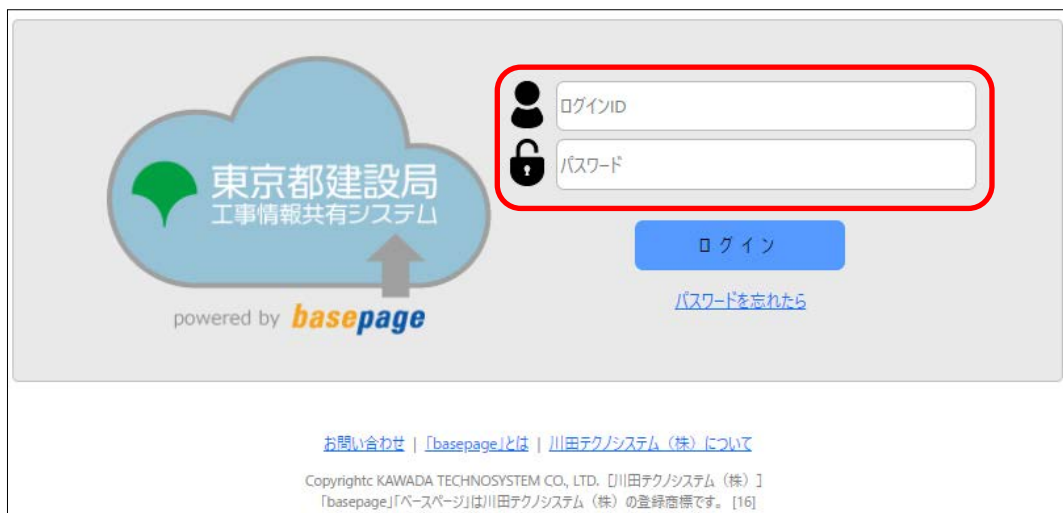 東京都建設局
工事情報共有システム
powered by basepage
ログインID
パスワード
ログイン
パスワードを忘れたら
お問い合わせ | 「basepage」とは | 川田テクノシステム（株）について
Copyrightc KAWADA TECHNOSYSTEM CO., LTD. [川田テクノシステム（株）]
「basepage」「ベースページ」は川田テクノシステム（株）の登録商標です。 [16]